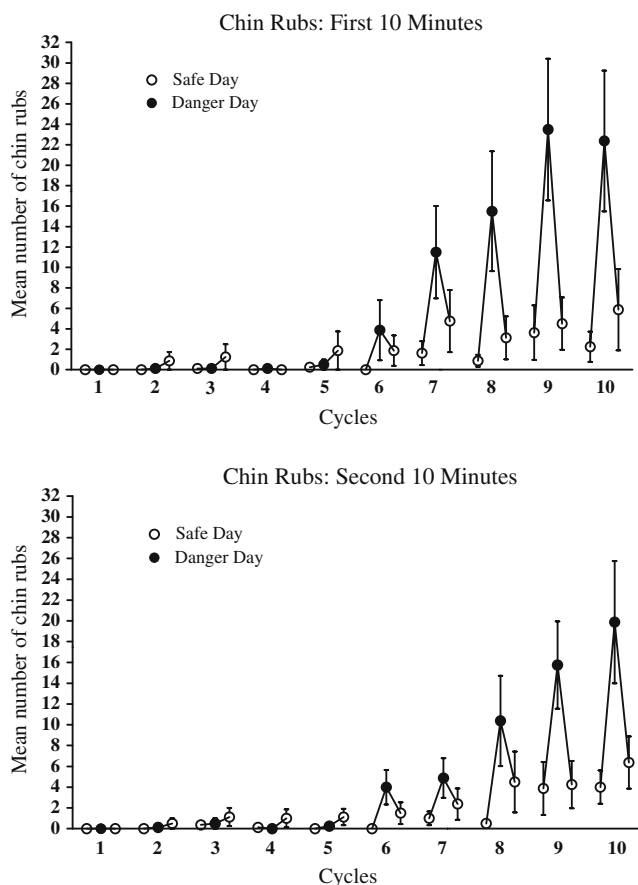 Chin Rubs: First 10 Minutes
Mean number of chin rubs
32
30
28
26
24
22
20
18
16
14
12
10
8
6
4
2
0
Safe Day
Danger Day
1 2 3 4 5 6 7 8 9 10
Cycles
Chin Rubs: Second 10 Minutes
Mean number of chin rubs
32
30
28
26
24
22
20
18
16
14
12
10
8
6
4
2
0
Safe Day
Danger Day
1 2 3 4 5 6 7 8 9 10
Cycles